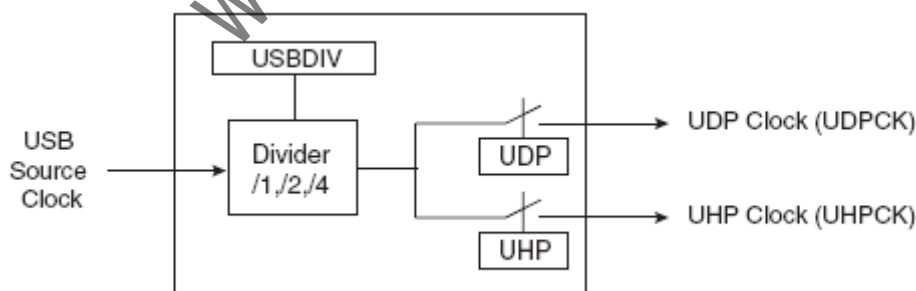 USBDIV
USB
Source
Clock
Divider
/1,/2,/4
UDP
UDP Clock (UDPCK)
UHP
UHP Clock (UHPCK)